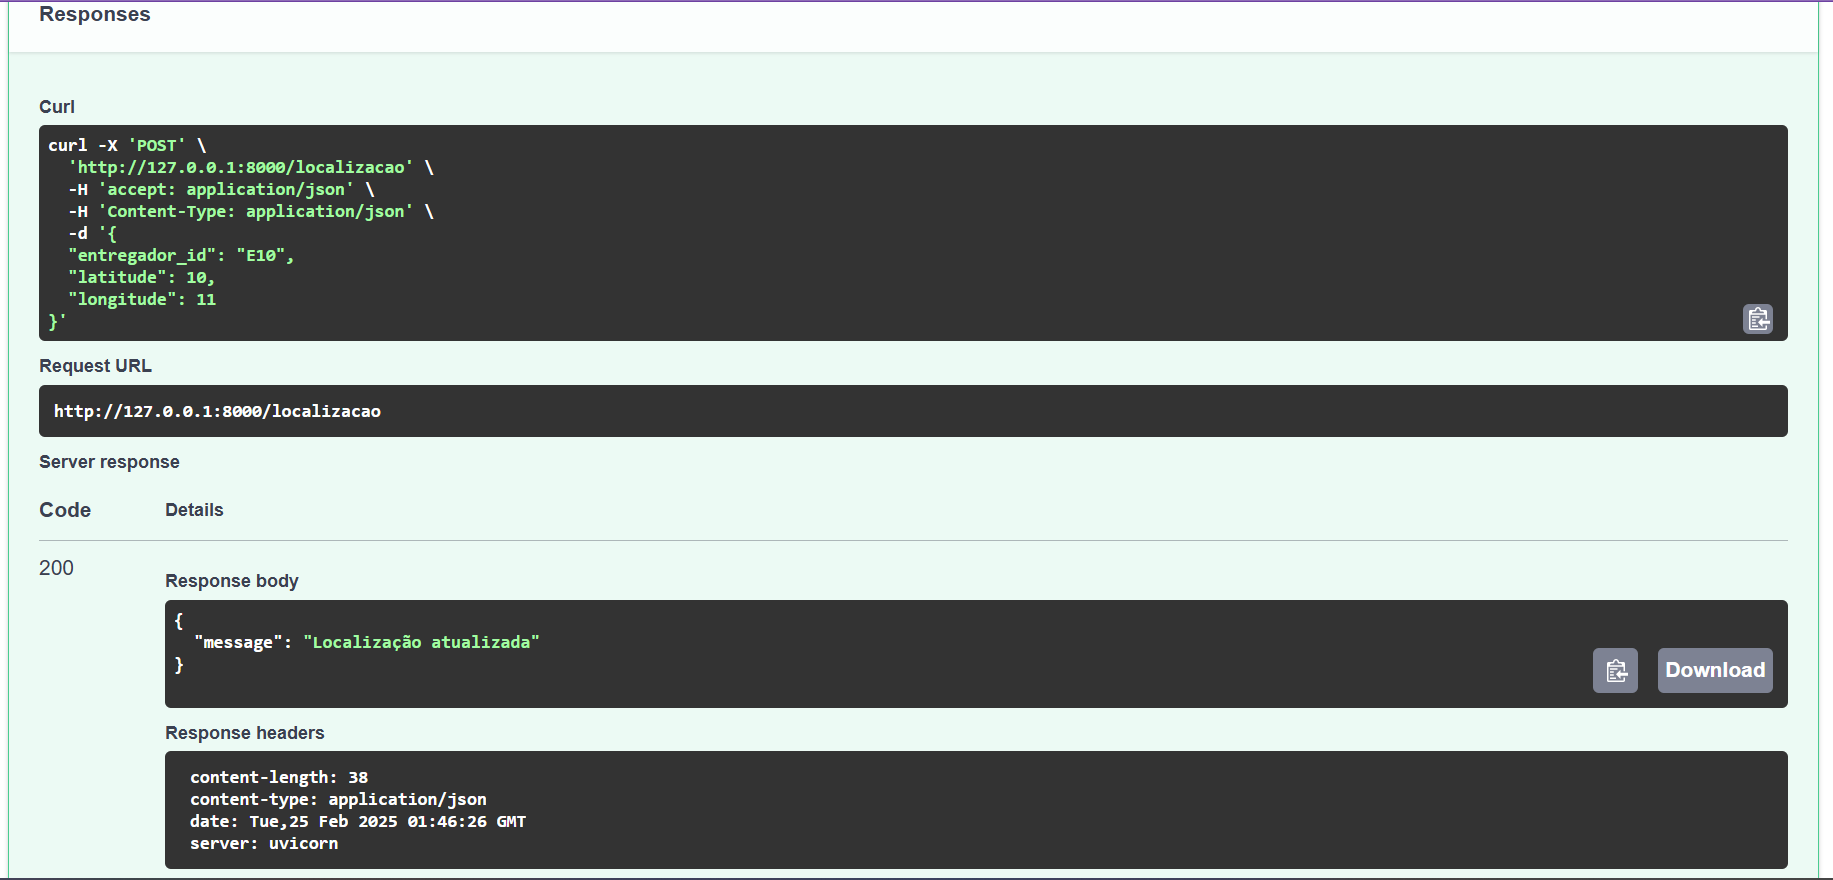 Responses
Curl
curl -X 'POST' \
  'http://127.0.0.1:8000/localizacao' \
  -H 'accept: application/json' \
  -H 'Content-Type: application/json' \
  -d '{
  "entregador_id": "E10",
  "latitude": 10,
  "longitude": 11
}'
Request URL
http://127.0.0.1:8000/localizacao
Server response
Code Details
200
Response body
{
  "message": "Localização atualizada"
}
Download
Response headers
content-length: 38
content-type: application/json
date: Tue,25 Feb 2025 01:46:26 GMT
server: uvicorn